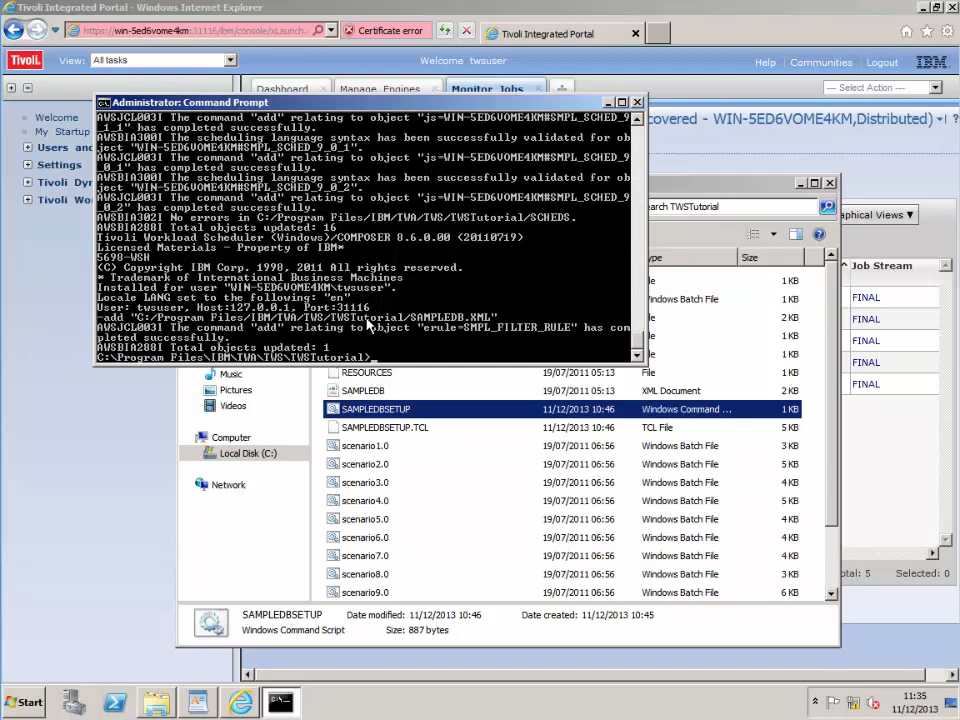 Tivoli Integrated Portal - Windows Internet Explorer
https://win-5ed6vome4km:31116/ibm/console/xLaunch.
Certificate error
Tivoli Integrated Portal
Tivoli.
View:
All tasks
Welcome twsuser
Help
Communities
Logout
IBM
Dashboard
Manage Engines
Monitor Jobs
--- Select Action ---
Welcome
My Startup
Users and
Settings
Tivoli Dyn
Tivoli Wo
covered - WIN-5ED6VOME4KM,Distributed)
Administrator: Command Prompt
AWSJCL003I The command "add" relating to object "js=WIN-5ED6VOME4KM#SMPL_SCHED_9
_1_1" has completed successfully.
AWSBIA300I The scheduling language syntax has been successfully validated for ob
ject "WIN-5ED6VOME4KM#SMPL_SCHED_9_0_1".
AWSJCL003I The command "add" relating to object "js=WIN-5ED6VOME4KM#SMPL_SCHED_9
_0_1" has completed successfully.
AWSBIA300I The scheduling language syntax has been successfully validated for ob
ject "WIN-5ED6VOME4KM#SMPL_SCHED_9_0_2".
AWSJCL003I The command "add" relating to object "js=WIN-5ED6VOME4KM#SMPL_SCHED_9
_0_2" has completed successfully.
AWSBIA302I No errors in C:/Program Files/IBM/TWA/TWS/TWSTutorial/SCHEDS.
AWSBIA288I Total objects updated: 16
Tivoli Workload Scheduler (Windows)/COMPOSER 8.6.0.00 (20110719)
Licensed Materials - Property of IBM*
5698-WSH
(C) Copyright IBM Corp. 1998, 2011 All rights reserved.
* Trademark of International Business Machines
Installed for user "WIN-5ED6VOME4KM\twsuser".
Locale LANG set to the following: "en"
User: twsuser, Host:127.0.0.1, Port:31116
-add "C:/Program Files/IBM/TWA/TWS/TWSTutorial/SAMPLEDB.XML"
AWSJCL003I The command "add" relating to object "erule=SMPL_FILTER_RULE" has com
pleted successfully.
AWSBIA288I Total objects updated: 1
C:\Program Files\IBM\TWA\TWS\TWSTutorial>_
earch TWSTutorial
aphical Views ▼
ype
Size
Job Stream
ile
1 KB
FINAL
Windows Batch File
4 KB
FINAL
ile
1 KB
FINAL
ile
1 KB
FINAL
ile
1 KB
FINAL
RESOURCES 19/07/2011 05:13 File 1 KB
SAMPLEDB 19/07/2011 05:13 XML Document 1 KB
SAMPLEDBSETUP 11/12/2013 10:46 Windows Command ... 1 KB
SAMPLEDBSETUP.TCL 11/12/2013 10:46 TCL File 5 KB
scenario1.0 19/07/2011 06:56 Windows Batch File 3 KB
scenario2.0 19/07/2011 06:56 Windows Batch File 3 KB
scenario3.0 19/07/2011 06:56 Windows Batch File 4 KB
scenario4.0 19/07/2011 06:56 Windows Batch File 4 KB
scenario5.0 19/07/2011 06:56 Windows Batch File 4 KB
scenario6.0 19/07/2011 06:56 Windows Batch File 4 KB
scenario7.0 19/07/2011 06:56 Windows Batch File 4 KB
scenario8.0 19/07/2011 06:56 Windows Batch File 3 KB
scenario9.0 19/07/2011 06:56 Windows Batch File 6 KB
Music
Pictures
Videos
Computer
Local Disk (C:)
Network
otal: 5
Selected: 0
SAMPLEDBSETUP
Date modified: 11/12/2013 10:46
Date created: 11/12/2013 10:45
Windows Command Script
Size: 887 bytes
Start
11:35
11/12/2013